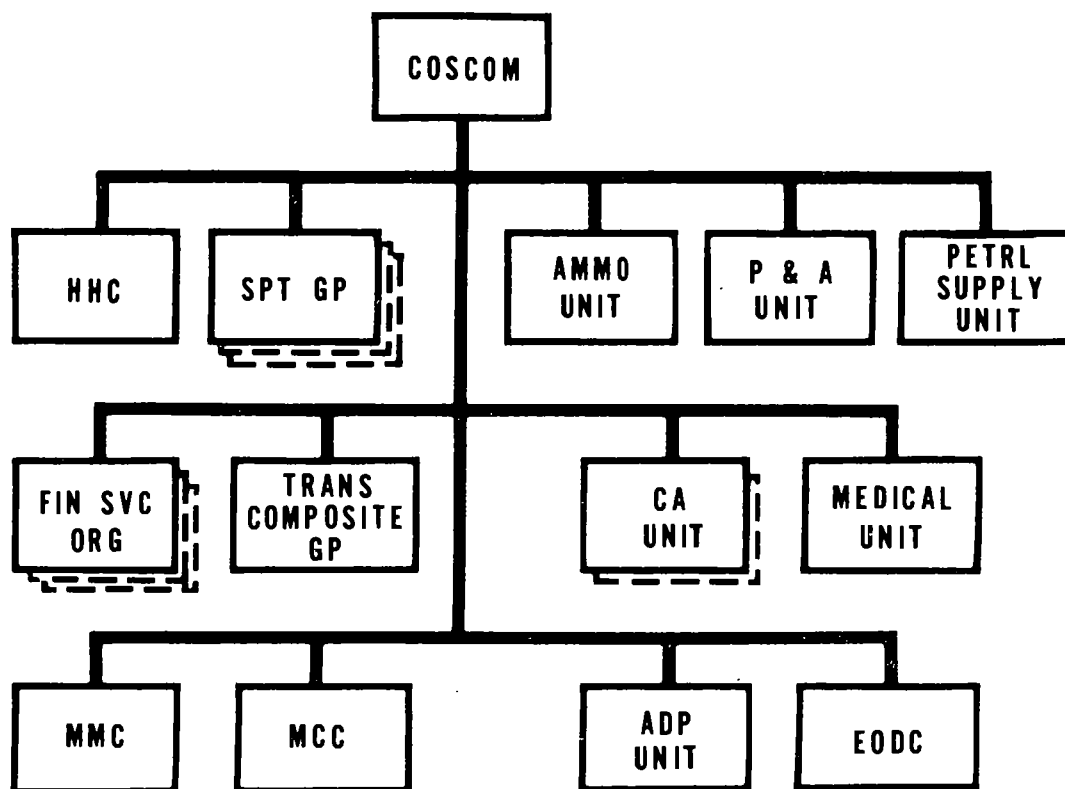 COSCOM
HHC
SPT GP
AMMO
UNIT
P & A
UNIT
PETRL
SUPPLY
UNIT
FIN SVC
ORG
TRANS
COMPOSITE
GP
CA
UNIT
MEDICAL
UNIT
MMC
MCC
ADP
UNIT
EODC